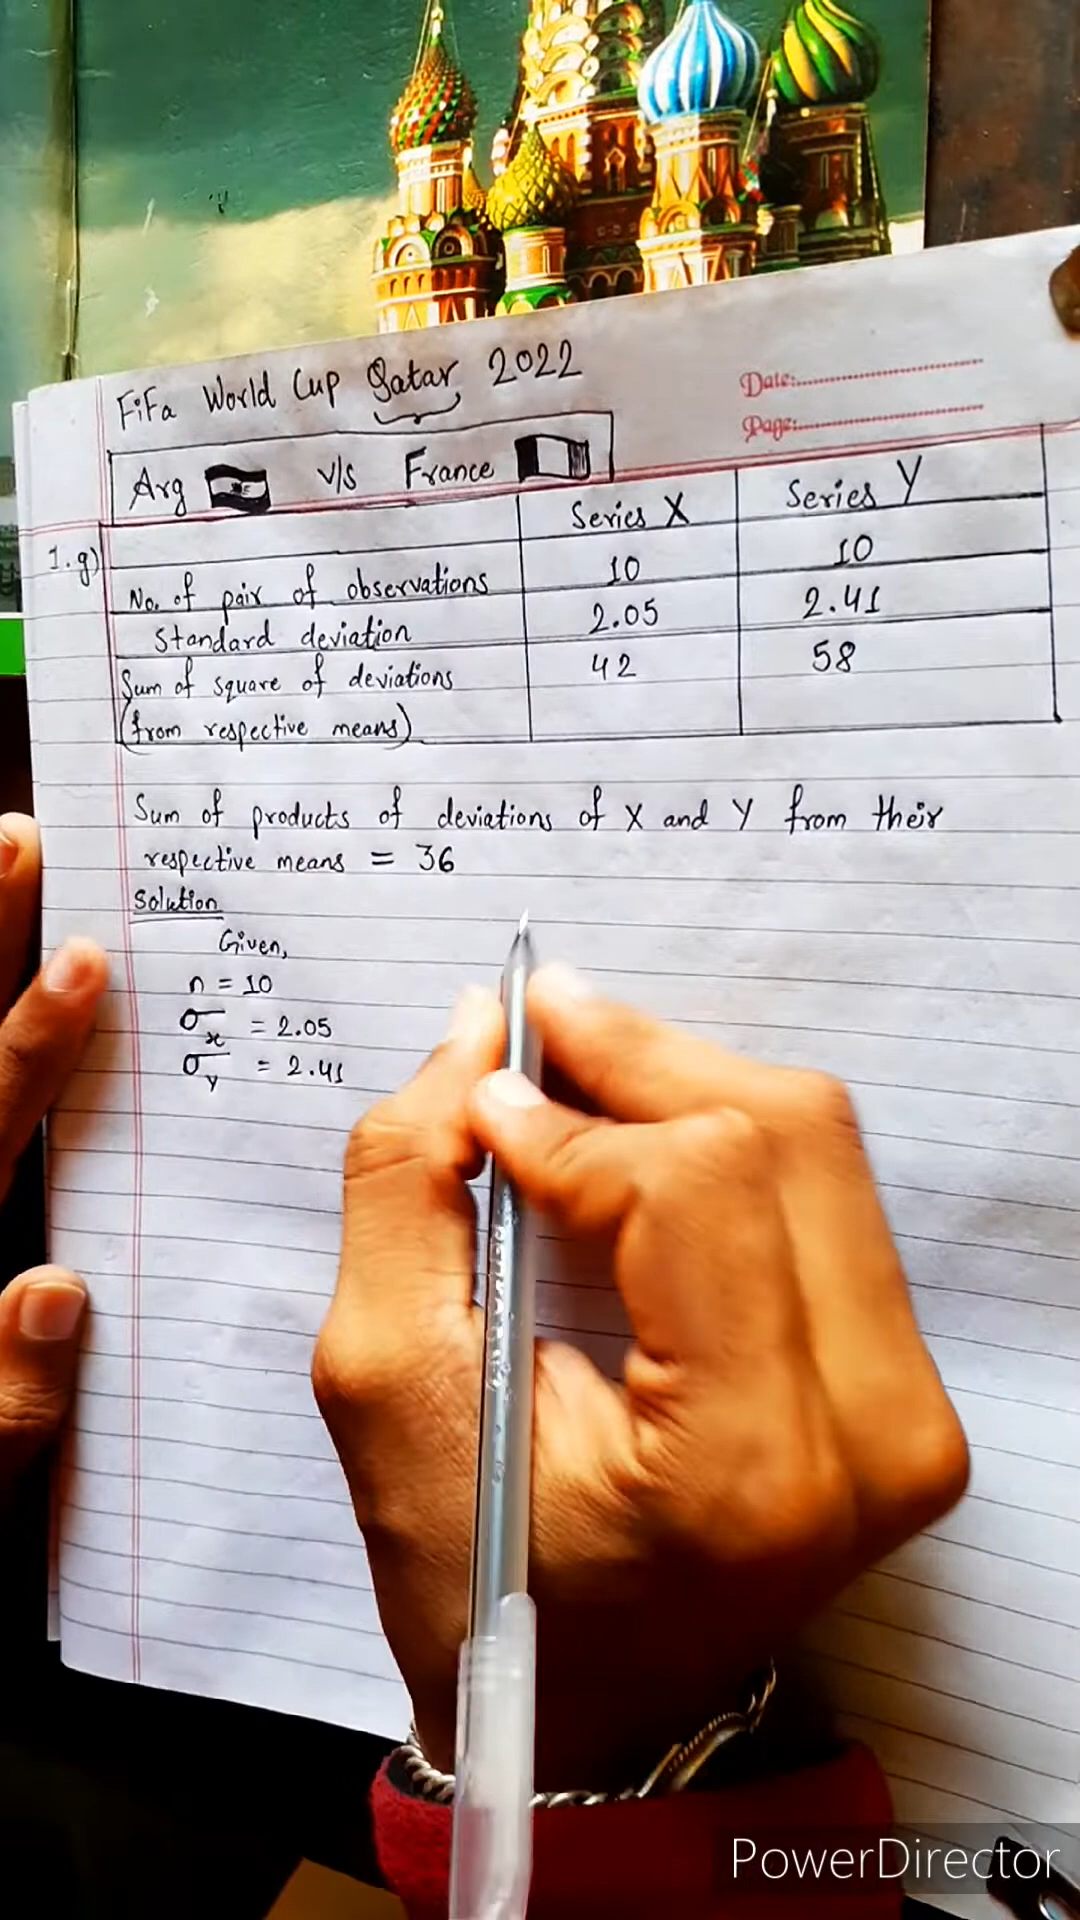 FiFa World Cup Qatar 2022
Date:
Page:
Arg v/s France
Series X Series Y
1.g)
No. of pair of observations 10 10
Standard deviation 2.05 2.41
Sum of square of deviations 42 58
(from respective means)
Sum of products of deviations of X and Y from their
respective means = 36
Solution
Given,
n = 10
σx = 2.05
σy = 2.41
PowerDirector